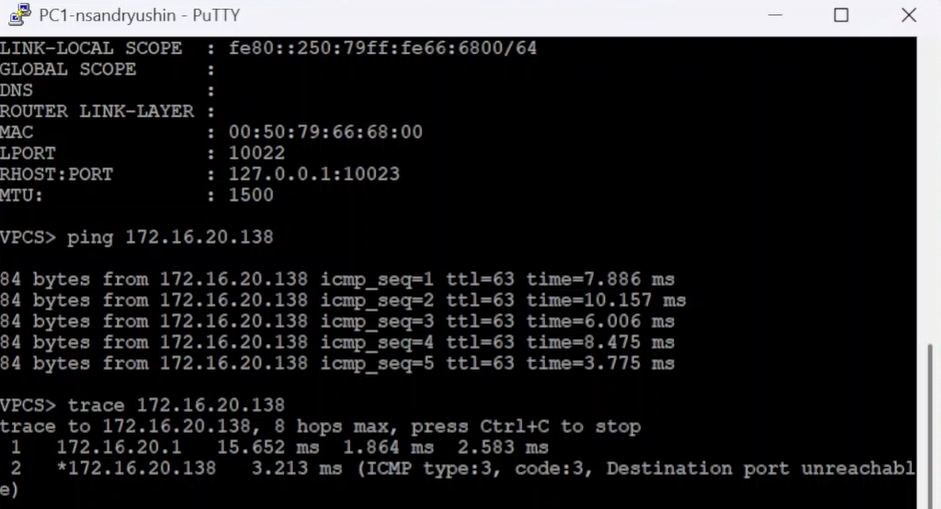 PC1-nsandryushin - PuTTY
LINK-LOCAL SCOPE  : fe80::250:79ff:fe66:6800/64
GLOBAL SCOPE      :
DNS               :
ROUTER LINK-LAYER :
MAC               : 00:50:79:66:68:00
LPORT             : 10022
RHOST:PORT        : 127.0.0.1:10023
MTU:              : 1500
VPCS> ping 172.16.20.138
84 bytes from 172.16.20.138 icmp_seq=1 ttl=63 time=7.886 ms
84 bytes from 172.16.20.138 icmp_seq=2 ttl=63 time=10.157 ms
84 bytes from 172.16.20.138 icmp_seq=3 ttl=63 time=6.006 ms
84 bytes from 172.16.20.138 icmp_seq=4 ttl=63 time=8.475 ms
84 bytes from 172.16.20.138 icmp_seq=5 ttl=63 time=3.775 ms
VPCS> trace 172.16.20.138
trace to 172.16.20.138, 8 hops max, press Ctrl+C to stop
 1   172.16.20.1   15.652 ms  1.864 ms  2.583 ms
 2   *172.16.20.138   3.213 ms (ICMP type:3, code:3, Destination port unreachabl
e)